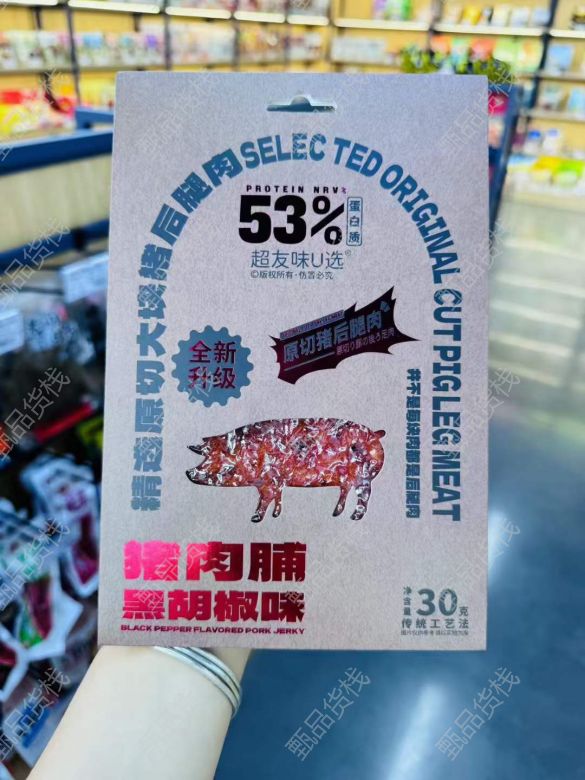 精选原切大块猪后腿肉
SELEC TED ORIGINAL CUT PIG LEG MEAT
PROTEIN NRV%
53%
蛋白质
超友味U选®
©版权所有·仿冒必究
全新
升级
原切猪后腿肉
猪肉脯
黑胡椒味
BLACK PEPPER FLAVORED PORK JERKY
净含量
30克
传统工艺法
甄品货栈